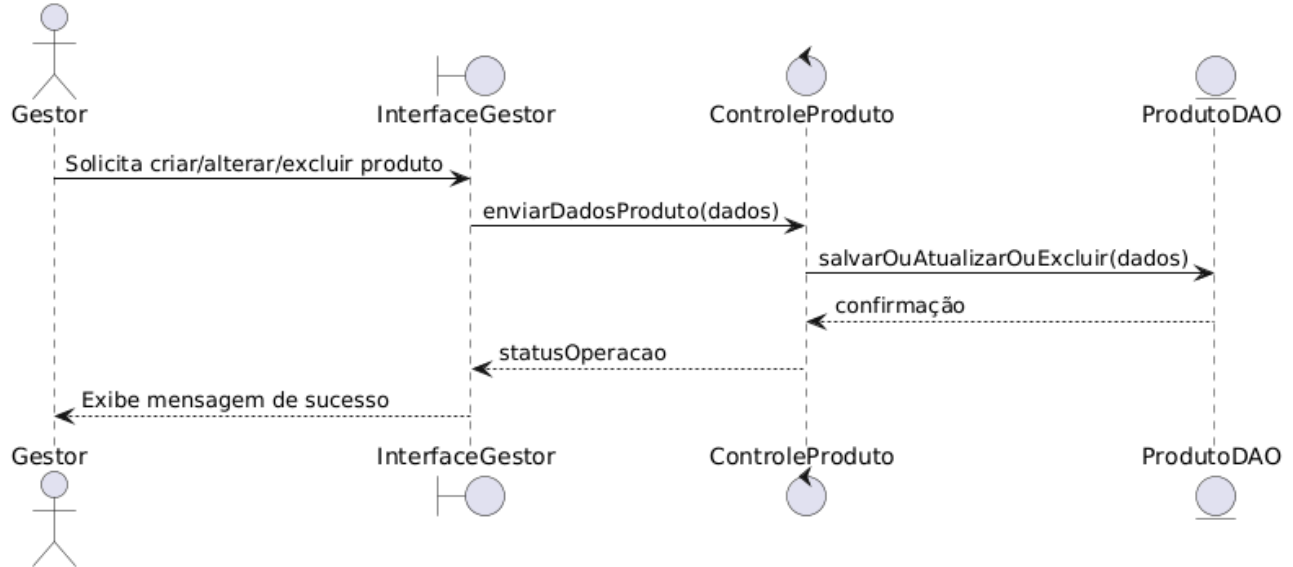 Gestor
InterfaceGestor
ControleProduto
ProdutoDAO
Solicita criar/alterar/excluir produto
enviarDadosProduto(dados)
salvarOuAtualizarOuExcluir(dados)
confirmação
statusOperacao
Exibe mensagem de sucesso
Gestor
InterfaceGestor
ControleProduto
ProdutoDAO